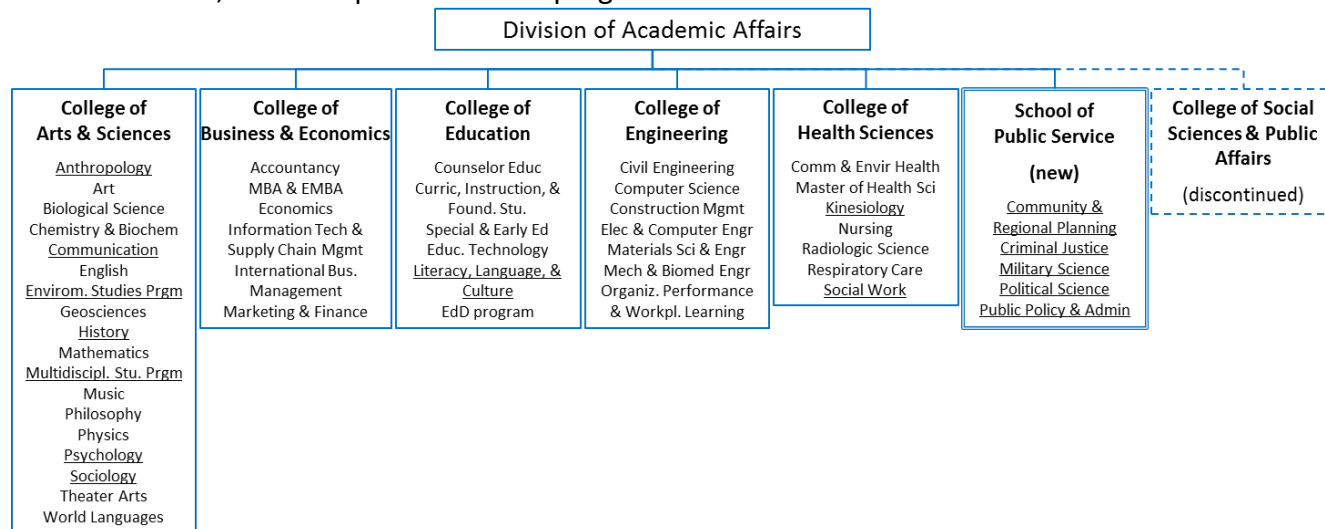 Division of Academic Affairs
College of
Arts & Sciences
Anthropology
Art
Biological Science
Chemistry & Biochem
Communication
English
Envirom. Studies Prgm
Geosciences
History
Mathematics
Multidiscipl. Stu. Prgm
Music
Philosophy
Physics
Psychology
Sociology
Theater Arts
World Languages
College of
Business & Economics
Accountancy
MBA & EMBA
Economics
Information Tech &
Supply Chain Mgmt
International Bus.
Management
Marketing & Finance
College of
Education
Counselor Educ
Curric, Instruction, &
Found. Stu.
Special & Early Ed
Educ. Technology
Literacy, Language, &
Culture
EdD program
College of
Engineering
Civil Engineering
Computer Science
Construction Mgmt
Elec & Computer Engr
Materials Sci & Engr
Mech & Biomed Engr
Organiz. Performance
& Workpl. Learning
College of
Health Sciences
Comm & Envir Health
Master of Health Sci
Kinesiology
Nursing
Radiologic Science
Respiratory Care
Social Work
School of
Public Service
(new)
Community &
Regional Planning
Criminal Justice
Military Science
Political Science
Public Policy & Admin
College of Social
Sciences & Public
Affairs
(discontinued)